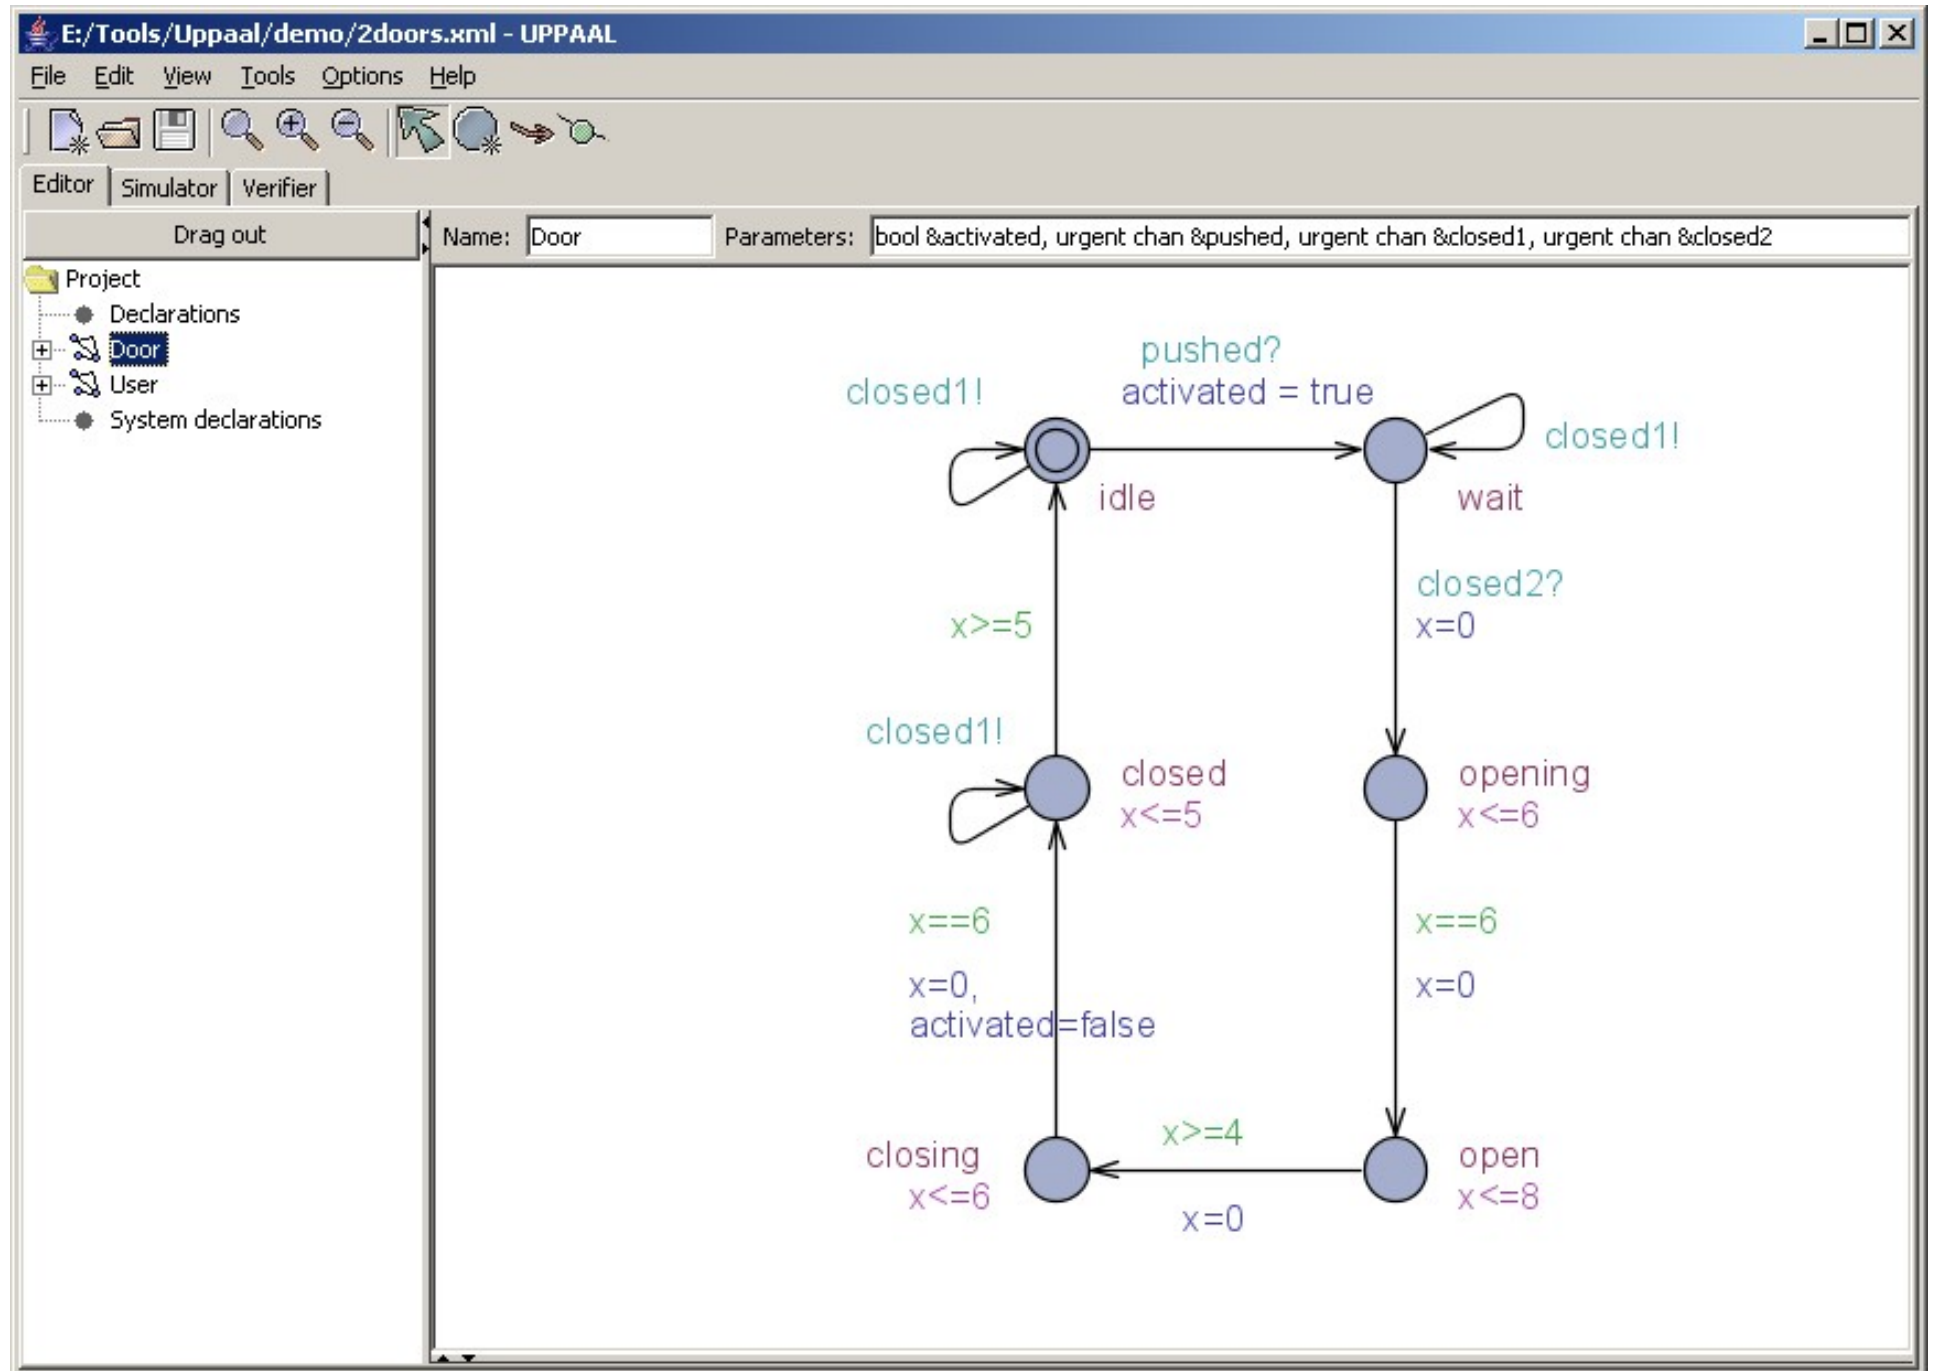 E:/Tools/Uppaal/demo/2doors.xml - UPPAAL
File Edit View Tools Options Help
Editor Simulator Verifier
Drag out
Name: Door Parameters: bool &activated, urgent chan &pushed, urgent chan &closed1, urgent chan &closed2
Project
Declarations
Door
User
System declarations
pushed?
closed1! activated = true
closed1!
idle wait
closed2?
x>=5 x=0
closed1!
closed opening
x<=5 x<=6
x==6 x==6
x=0, x=0
activated=false
x>=4
closing open
x<=6 x<=8
x=0